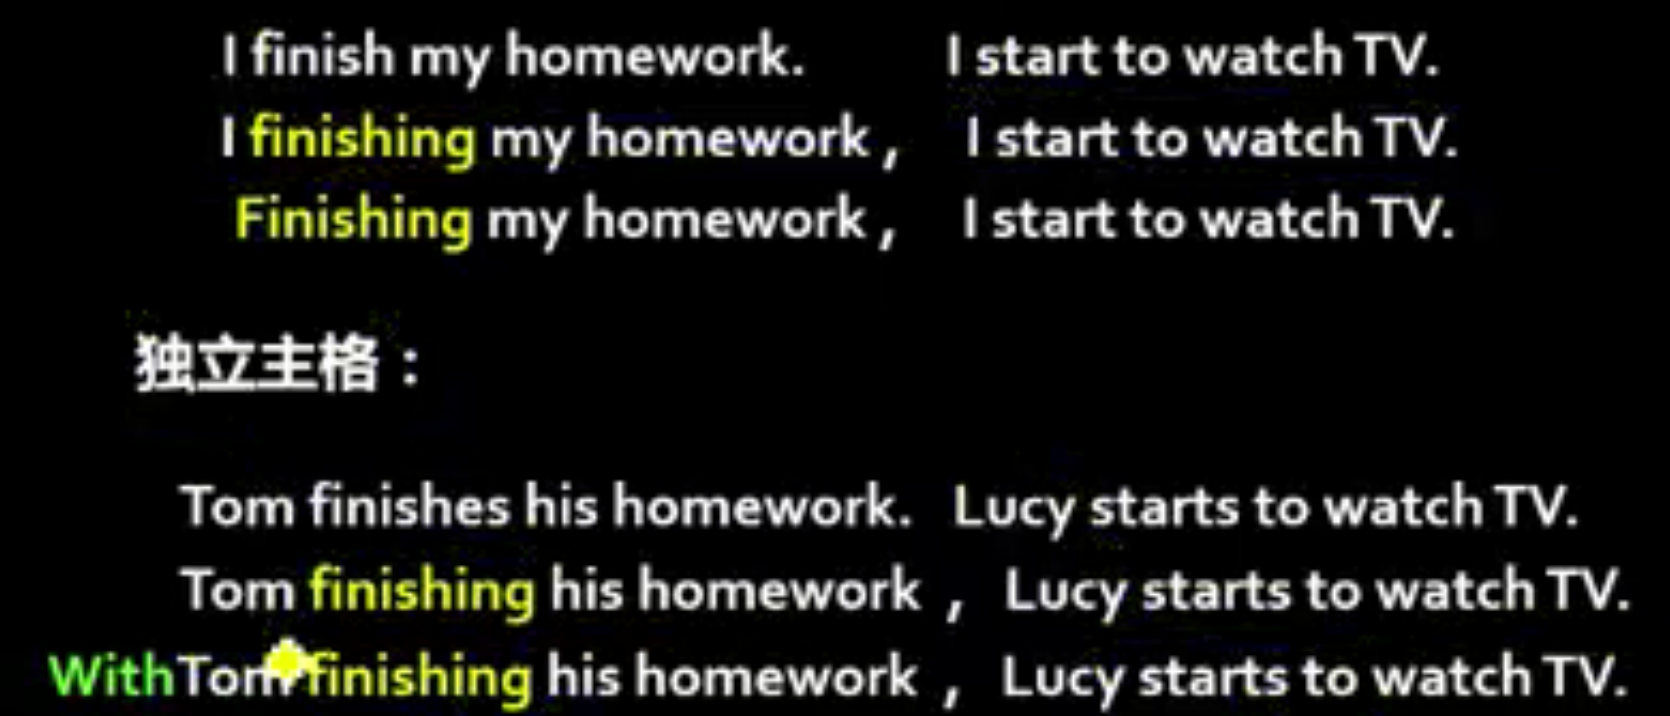 I finish my homework. I start to watch TV.
I finishing my homework , I start to watch TV.
Finishing my homework , I start to watch TV.
独立主格：
Tom finishes his homework. Lucy starts to watch TV.
Tom finishing his homework , Lucy starts to watch TV.
With Tom finishing his homework , Lucy starts to watch TV.